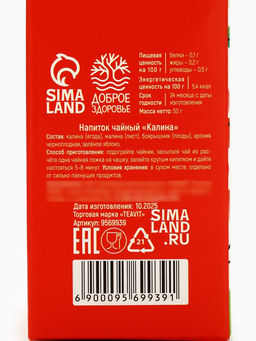 SIMA
LAND
ДОБРОЕ
ЗДОРОВЬЕ
Пищевая
ценность
на 100 г
белки - 0,1 г
жиры - 0,2 г
углеводы - 0,5 г
Энергетическая
ценность на 100 г
5,4 ккал
Срок
годности
24 месяца с даты
изготовления
Масса
50 г
Напиток чайный «Калина»
Состав: калина (ягода), малина (лист), боярышник (плоды), арония
черноплодная, зелёное яблоко.
Способ приготовления: подогрейте чайник, засыпьте чай из рас-
чёта одна чайная ложка на чашку, залейте крутым кипятком и дайте
настояться 5–8 минут. Условия хранения: в сухом месте, отдельно
от сильно пахнущих продуктов.
Дата изготовления: 10.2025
Торговая марка «TEAVIT»
Артикул: 9569939
SIMA
LAND
.RU
EAC
21
6 900095 699391